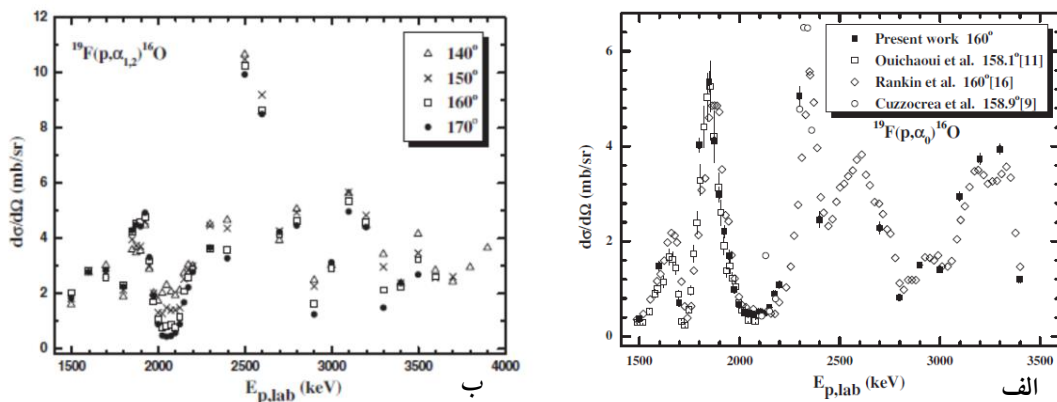 12
10
8
6
4
2
0
dσ/dΩ (mb/sr)
¹⁹F(p,α₁,₂)¹⁶O
140°
150°
160°
170°
1500 2000 2500 3000 3500 4000
E_p,lab (keV)
ب
6
4
2
0
dσ/dΩ (mb/sr)
Present work 160°
Ouichaoui et al. 158.1°[11]
Rankin et al. 160°[16]
Cuzzocrea et al. 158.9°[9]
¹⁹F(p,α₀)¹⁶O
1500 2000 2500 3000 3500
E_p,lab (keV)
الف